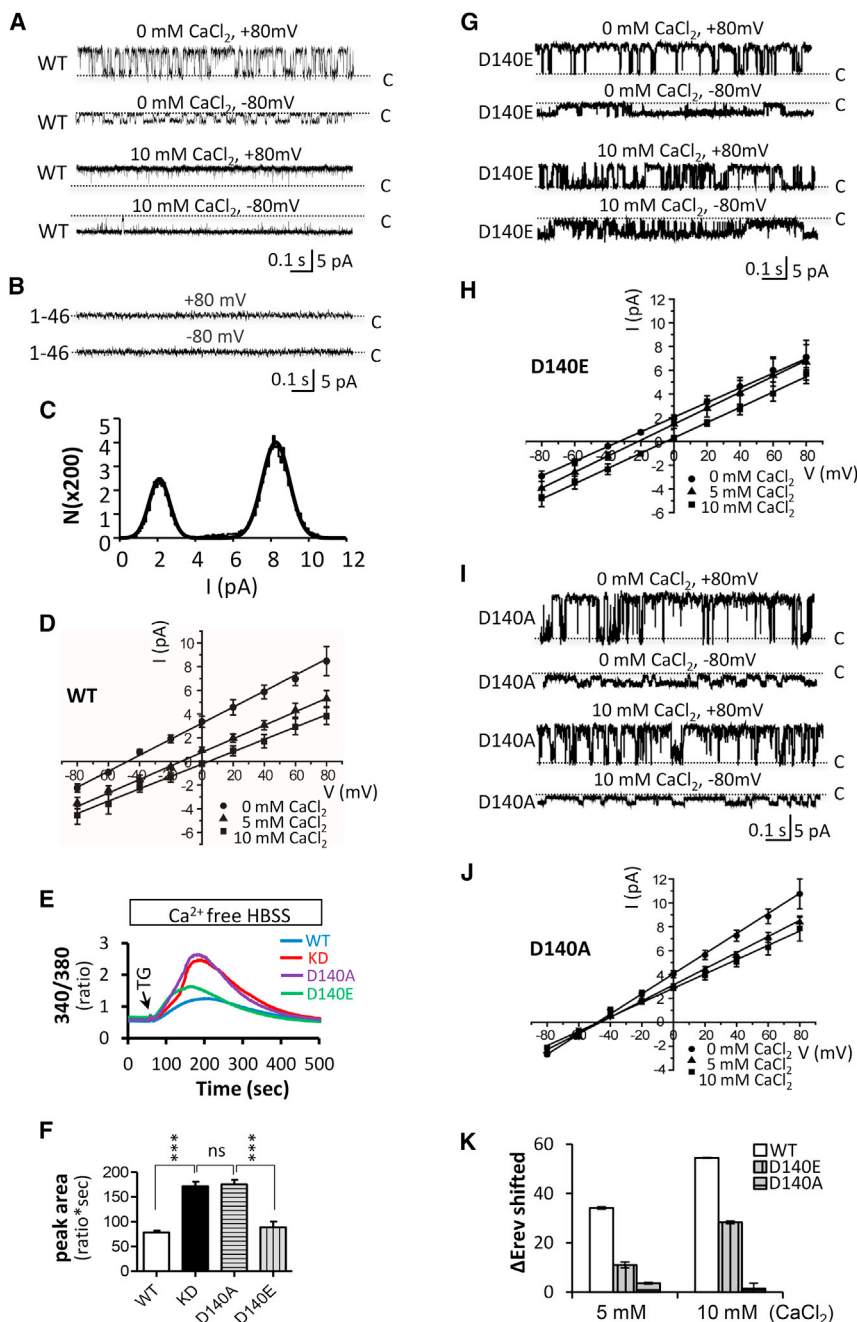 A
0 mM CaCl₂, +80mV
WT
C
0 mM CaCl₂, -80mV
WT
C
10 mM CaCl₂, +80mV
WT
C
10 mM CaCl₂, -80mV
WT
C
0.1 s 5 pA
B
+80 mV
1-46
C
-80 mV
1-46
C
0.1 s 5 pA
C
N(x200)
5
4
3
2
1
0
0 2 4 6 8 10 12
I (pA)
D
WT
I (pA)
10
8
6
4
2
0
-2
-4
-6
-80 -60 -40 -20 0 20 40 60 80
V (mV)
0 mM CaCl₂
5 mM CaCl₂
10 mM CaCl₂
E
Ca²⁺ free HBSS
340/380
(ratio)
3
2
1
0
TG
WT
KD
D140A
D140E
0 100 200 300 400 500
Time (sec)
F
peak area
(ratio*sec)
200
150
100
50
0
*** ns ***
WT KD D140A D140E
G
0 mM CaCl₂, +80mV
D140E
C
0 mM CaCl₂, -80mV
D140E
C
10 mM CaCl₂, +80mV
D140E
C
10 mM CaCl₂, -80mV
D140E
C
0.1 s 5 pA
H
D140E
I (pA)
12
10
8
6
4
2
0
-2
-4
-6
-80 -60 -40 -20 0 20 40 60 80
V (mV)
0 mM CaCl₂
5 mM CaCl₂
10 mM CaCl₂
I
0 mM CaCl₂, +80mV
D140A
C
0 mM CaCl₂, -80mV
D140A
C
10 mM CaCl₂, +80mV
D140A
C
10 mM CaCl₂, -80mV
D140A
C
0.1 s 5 pA
J
D140A
I (pA)
12
10
8
6
4
2
0
-2
-4
-80 -60 -40 -20 0 20 40 60 80
V (mV)
0 mM CaCl₂
5 mM CaCl₂
10 mM CaCl₂
K
ΔErev shifted
60
40
20
0
WT
D140E
D140A
5 mM 10 mM (CaCl₂)